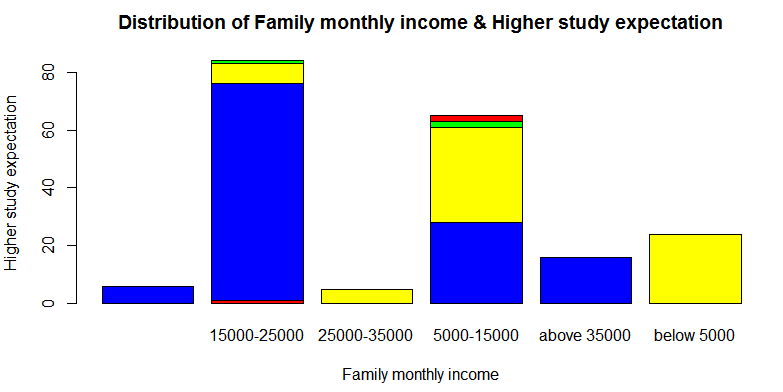 Distribution of Family monthly income & Higher study expectation
Higher study expectation
80
60
40
20
0
15000-25000 25000-35000 5000-15000 above 35000 below 5000
Family monthly income